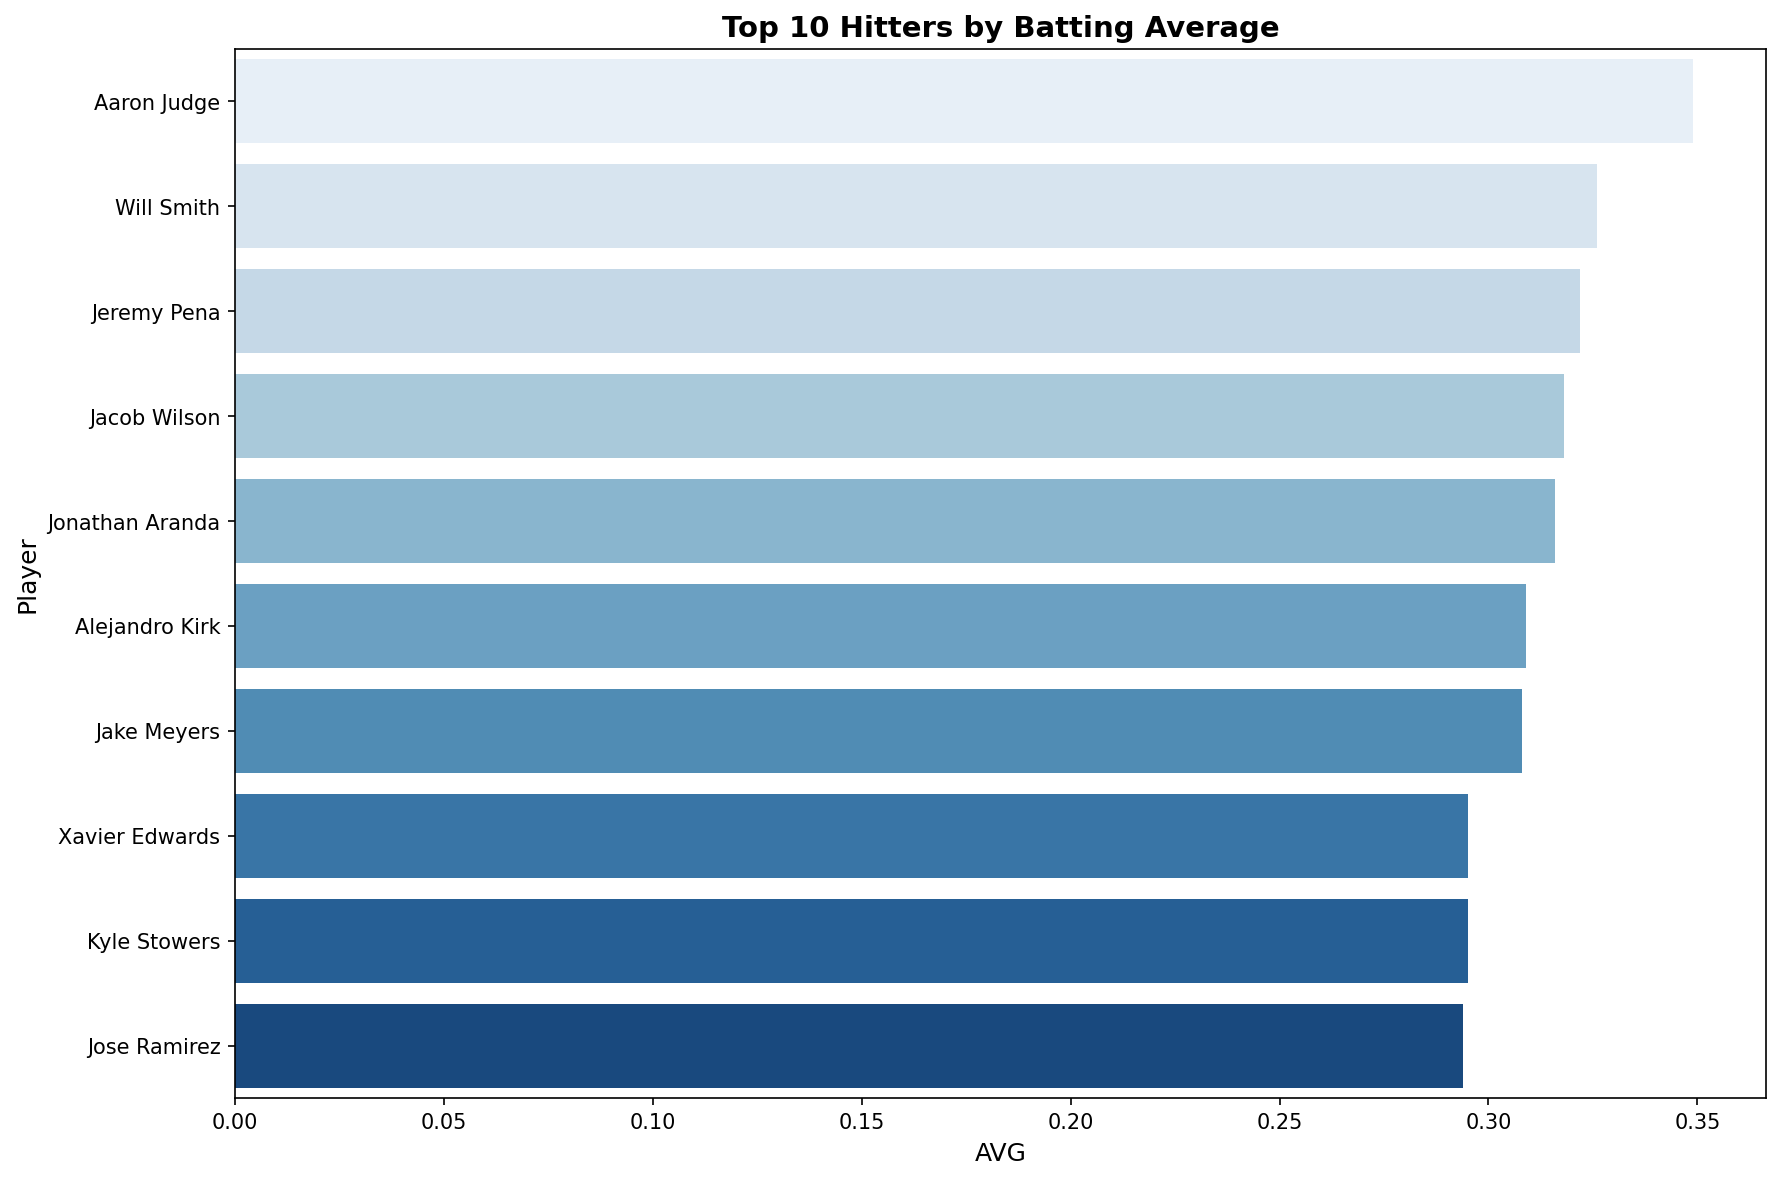 Top 10 Hitters by Batting Average
Player
Aaron Judge
Will Smith
Jeremy Pena
Jacob Wilson
Jonathan Aranda
Alejandro Kirk
Jake Meyers
Xavier Edwards
Kyle Stowers
Jose Ramirez
0.00 0.05 0.10 0.15 0.20 0.25 0.30 0.35
AVG